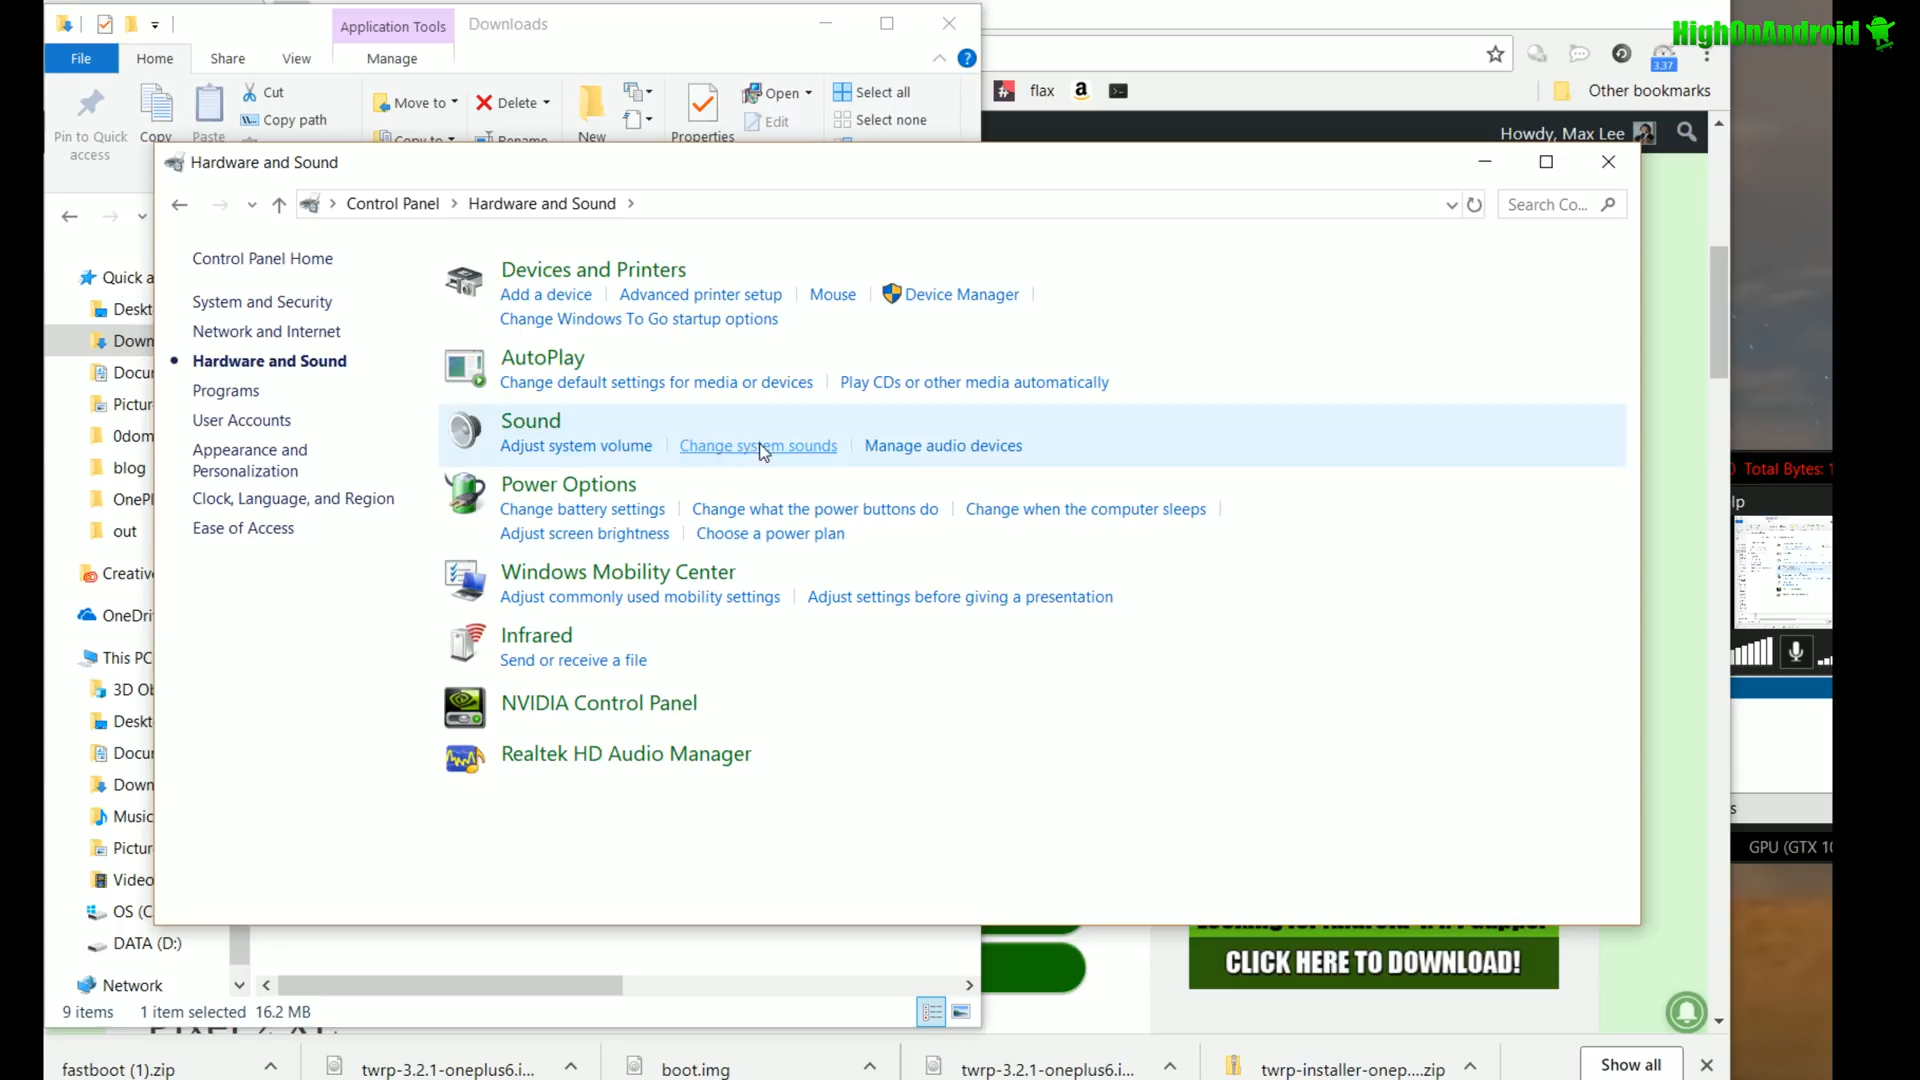 Application Tools
Downloads
HighOnAndroid
File
Home
Share
View
Manage
3.37
Pin to Quick access
Copy
Paste
Cut
Copy path
Move to
Delete
New
Open
Edit
Properties
Select all
Select none
flax
Other bookmarks
Howdy, Max Lee
Hardware and Sound
Control Panel
Hardware and Sound
Search Co...
Control Panel Home
System and Security
Network and Internet
Hardware and Sound
Programs
User Accounts
Appearance and
Personalization
Clock, Language, and Region
Ease of Access
Devices and Printers
Add a device
Advanced printer setup
Mouse
Device Manager
Change Windows To Go startup options
AutoPlay
Change default settings for media or devices
Play CDs or other media automatically
Sound
Adjust system volume
Change system sounds
Manage audio devices
Power Options
Change battery settings
Change what the power buttons do
Change when the computer sleeps
Adjust screen brightness
Choose a power plan
Windows Mobility Center
Adjust commonly used mobility settings
Adjust settings before giving a presentation
Infrared
Send or receive a file
NVIDIA Control Panel
Realtek HD Audio Manager
Quick a
Deskt
Down
Docu
Pictur
0dom
blog
OnePl
out
Creativ
OneDri
This PC
3D Ob
Deskt
Docu
Down
Music
Pictur
Video
OS (C
DATA (D:)
Network
9 items
1 item selected
16.2 MB
Total Bytes: 1
lp
GPU (GTX 10
CLICK HERE TO DOWNLOAD!
fastboot (1).zip
twrp-3.2.1-oneplus6.i...
boot.img
twrp-3.2.1-oneplus6.i...
twrp-installer-onep....zip
Show all